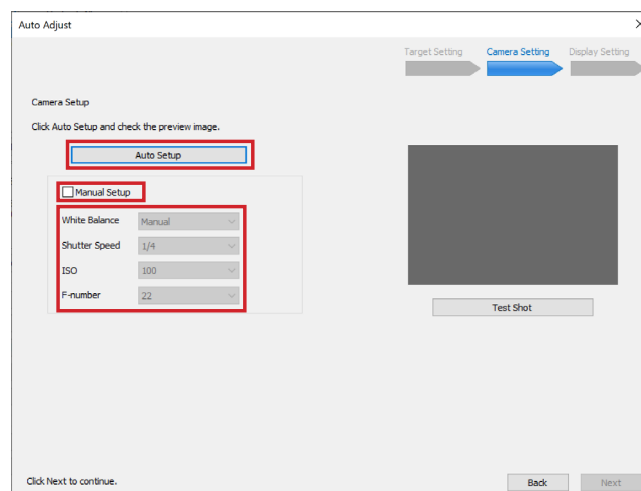 Auto Adjust
Target Setting Camera Setting Display Setting
Camera Setup
Click Auto Setup and check the preview image.
Auto Setup
Manual Setup
White Balance Manual
Shutter Speed 1/4
ISO 100
F-number 22
Test Shot
Click Next to continue.
Back Next